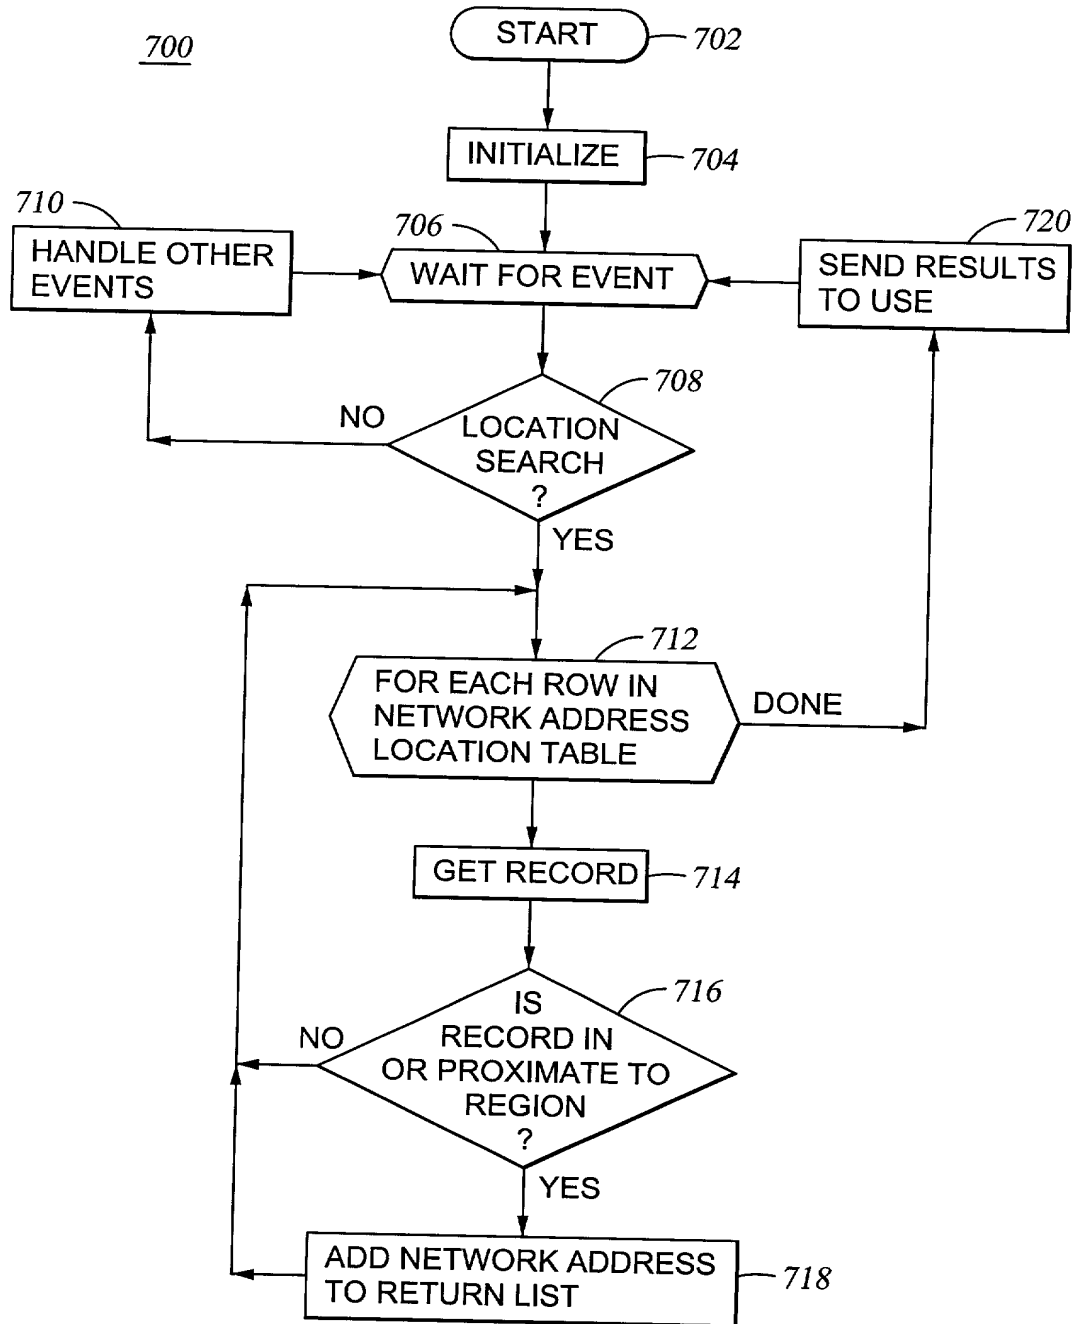 700
START
702
INITIALIZE
704
710
HANDLE OTHER
EVENTS
706
WAIT FOR EVENT
720
SEND RESULTS
TO USE
708
NO
LOCATION
SEARCH
?
YES
712
FOR EACH ROW IN
NETWORK ADDRESS
LOCATION TABLE
DONE
GET RECORD
714
716
IS
RECORD IN
OR PROXIMATE TO
REGION
?
NO
YES
ADD NETWORK ADDRESS
TO RETURN LIST
718